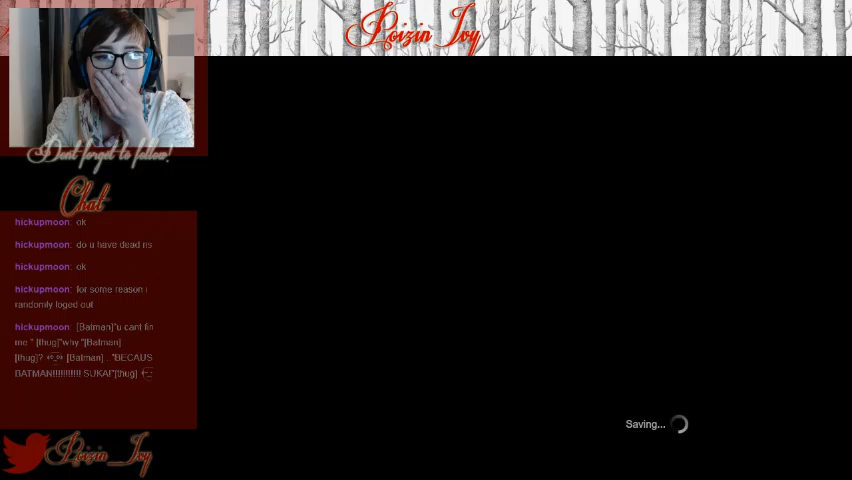 Poizin Ivy
Dont forget to follow!
Chat
hickupmoon: ok
hickupmoon: do u have dead ris
hickupmoon: ok
hickupmoon: for some reason i
randomly loged out
hickupmoon: [Batman]"u cant fin
me " [thug]"why "[Batman]
[thug]? [Batman] .. "BECAUS
BATMAN!!!!!!!!!!! SUKA!"[thug]
Saving...
Poizin_Ivy